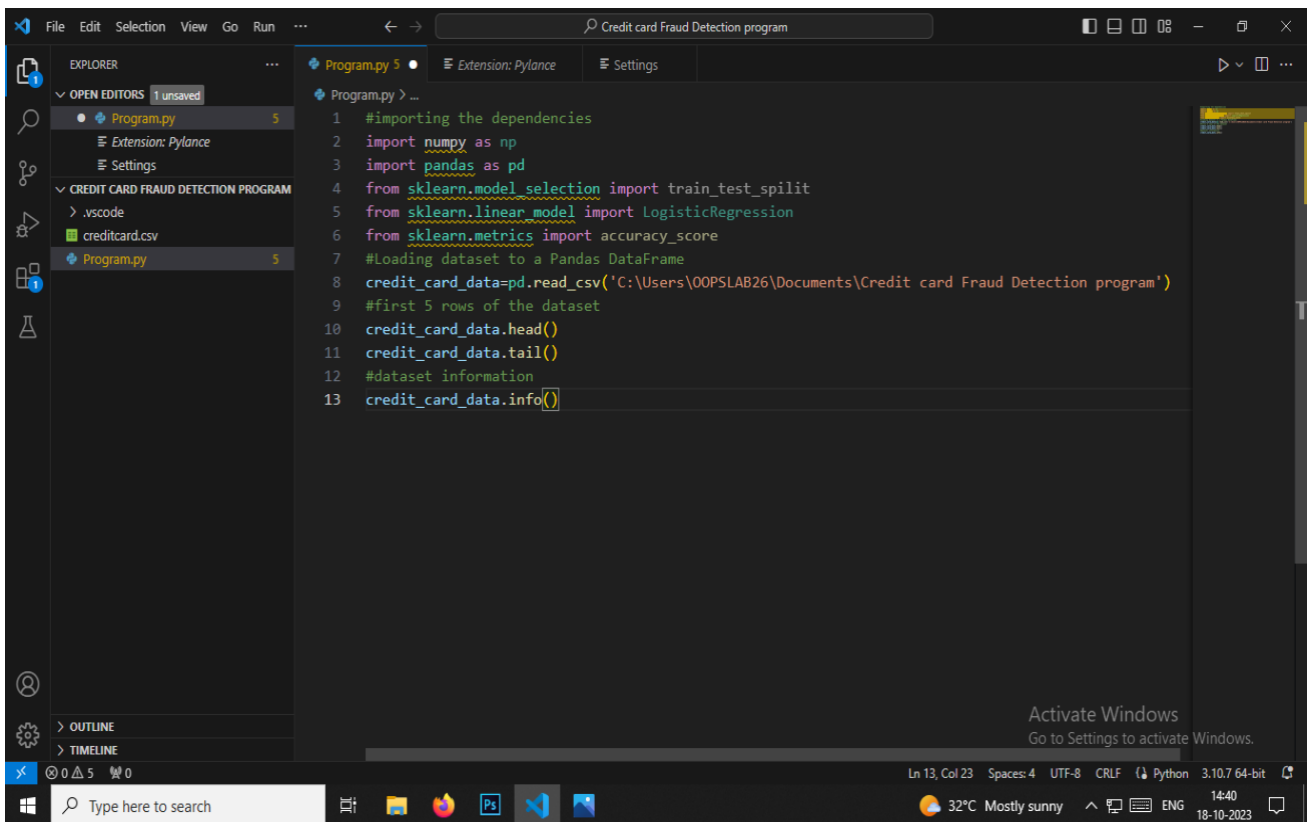 File Edit Selection View Go Run ··· ← → Credit card Fraud Detection program
EXPLORER ···
Program.py 5 ● Extension: Pylance Settings
OPEN EDITORS 1 unsaved
Program.py > ...
● Program.py 5
Extension: Pylance
Settings
CREDIT CARD FRAUD DETECTION PROGRAM
> .vscode
creditcard.csv
Program.py 5
1 #importing the dependencies
2 import numpy as np
3 import pandas as pd
4 from sklearn.model_selection import train_test_spilit
5 from sklearn.linear_model import LogisticRegression
6 from sklearn.metrics import accuracy_score
7 #Loading dataset to a Pandas DataFrame
8 credit_card_data=pd.read_csv('C:\Users\OOPSLAB26\Documents\Credit card Fraud Detection program')
9 #first 5 rows of the dataset
10 credit_card_data.head()
11 credit_card_data.tail()
12 #dataset information
13 credit_card_data.info()
1
1
> OUTLINE
> TIMELINE
Activate Windows
Go to Settings to activate Windows.
0 5 0 Ln 13, Col 23 Spaces: 4 UTF-8 CRLF Python 3.10.7 64-bit
Type here to search Ps 32°C Mostly sunny ENG
14:40
18-10-2023